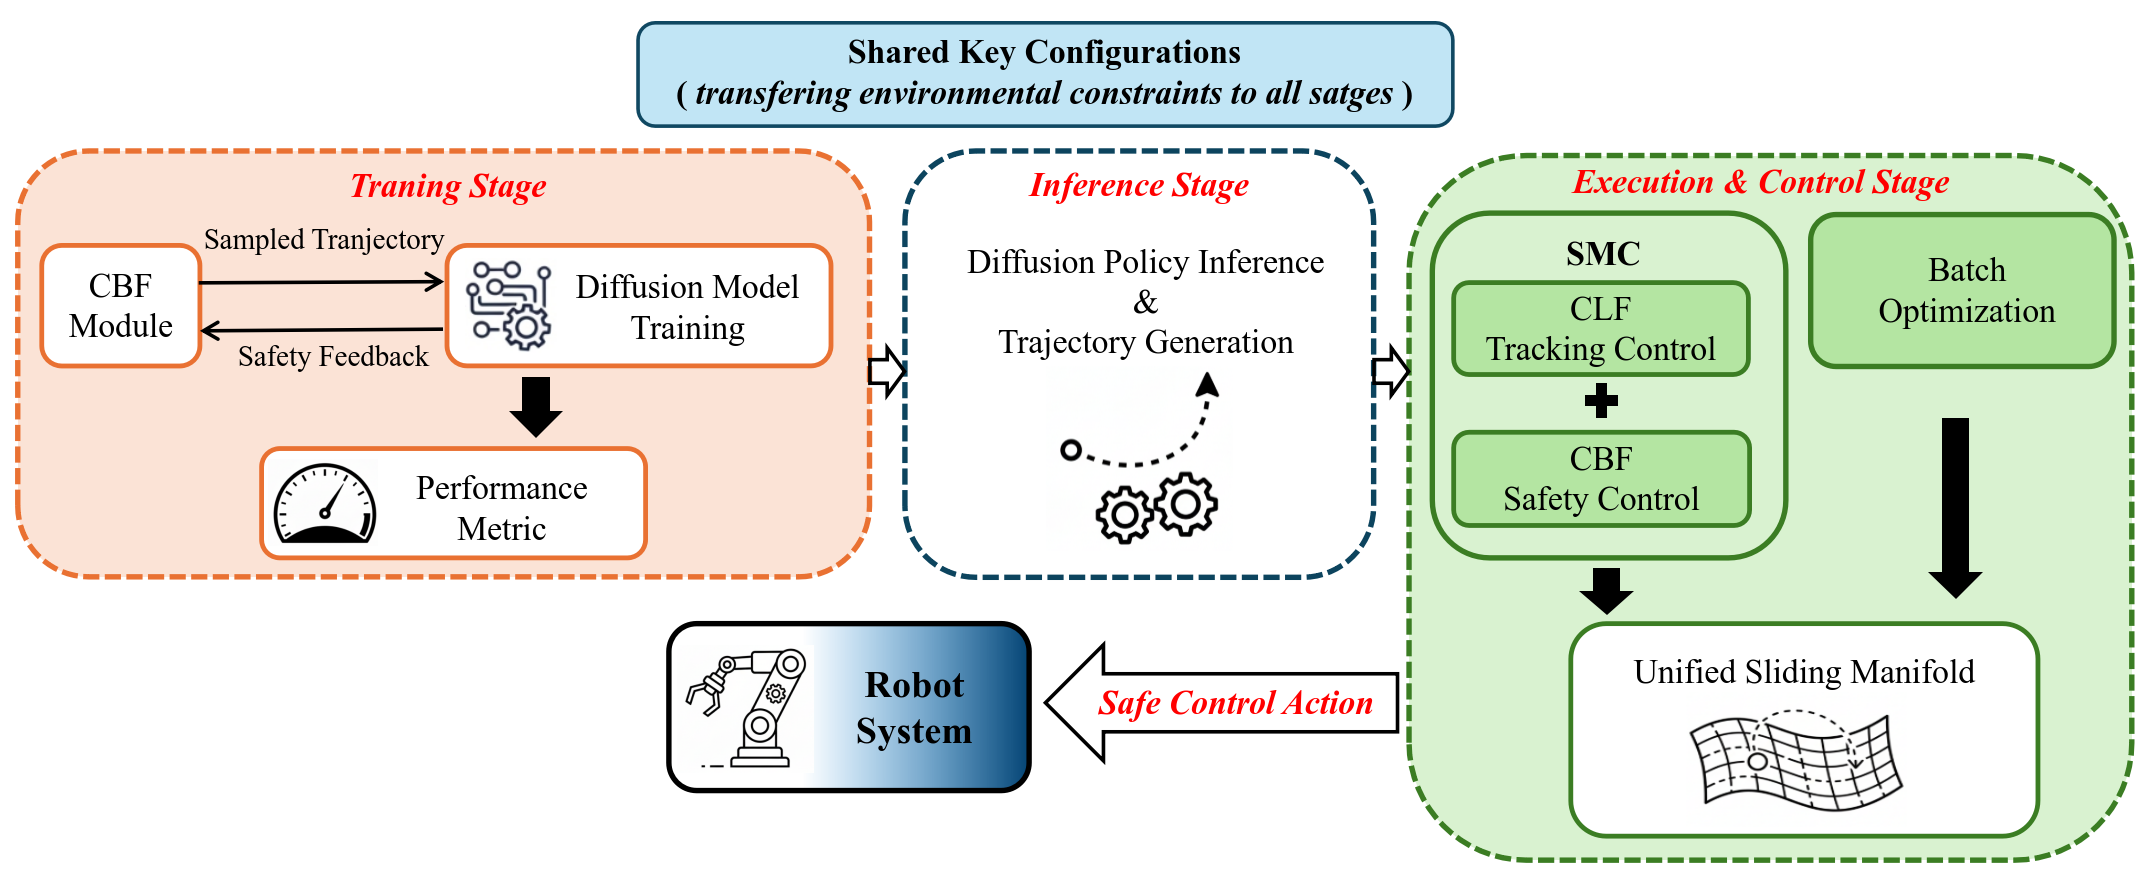 Shared Key Configurations
( transfering environmental constraints to all satges )
Traning Stage
Sampled Tranjectory
CBF
Module
Safety Feedback
Diffusion Model
Training
Performance
Metric
Inference Stage
Diffusion Policy Inference
&
Trajectory Generation
Execution & Control Stage
SMC
CLF
Tracking Control
CBF
Safety Control
Batch
Optimization
Unified Sliding Manifold
Safe Control Action
Robot
System